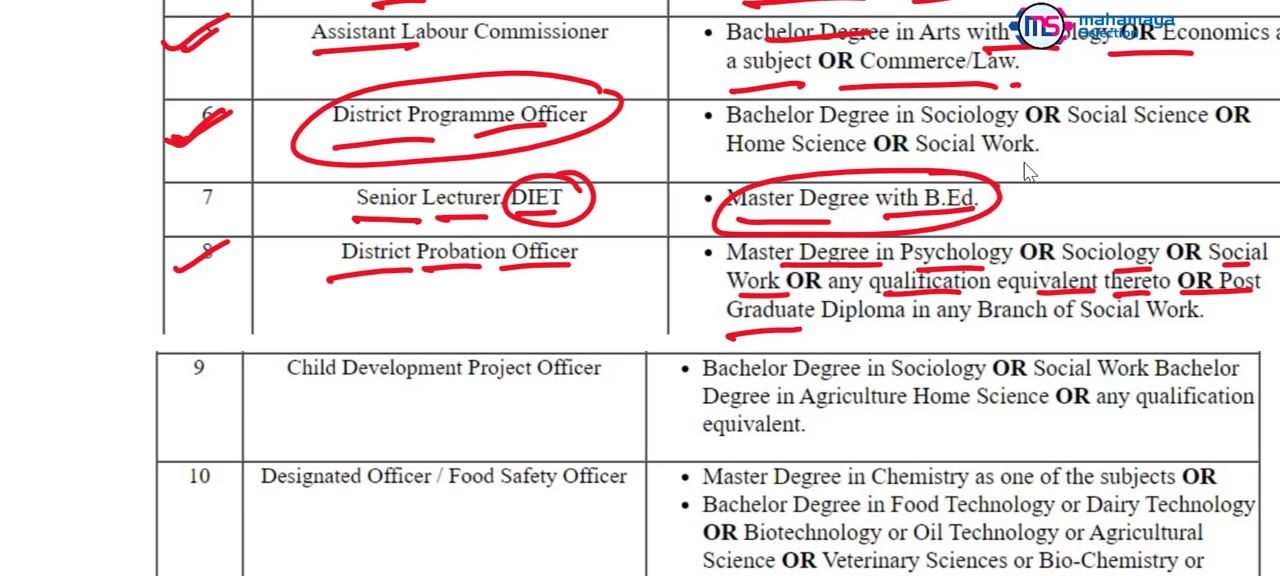 mahamaya
Selection
MS
Assistant Labour Commissioner
Bachelor Degree in Arts with OR Economics
a subject OR Commerce/Law.
6
District Programme Officer
Bachelor Degree in Sociology OR Social Science OR
Home Science OR Social Work.
7
Senior Lecturer, DIET
Master Degree with B.Ed.
8
District Probation Officer
Master Degree in Psychology OR Sociology OR Social
Work OR any qualification equivalent thereto OR Post
Graduate Diploma in any Branch of Social Work.
9
Child Development Project Officer
Bachelor Degree in Sociology OR Social Work Bachelor
Degree in Agriculture Home Science OR any qualification
equivalent.
10
Designated Officer / Food Safety Officer
Master Degree in Chemistry as one of the subjects OR
Bachelor Degree in Food Technology or Dairy Technology
OR Biotechnology or Oil Technology or Agricultural
Science OR Veterinary Sciences or Bio-Chemistry or